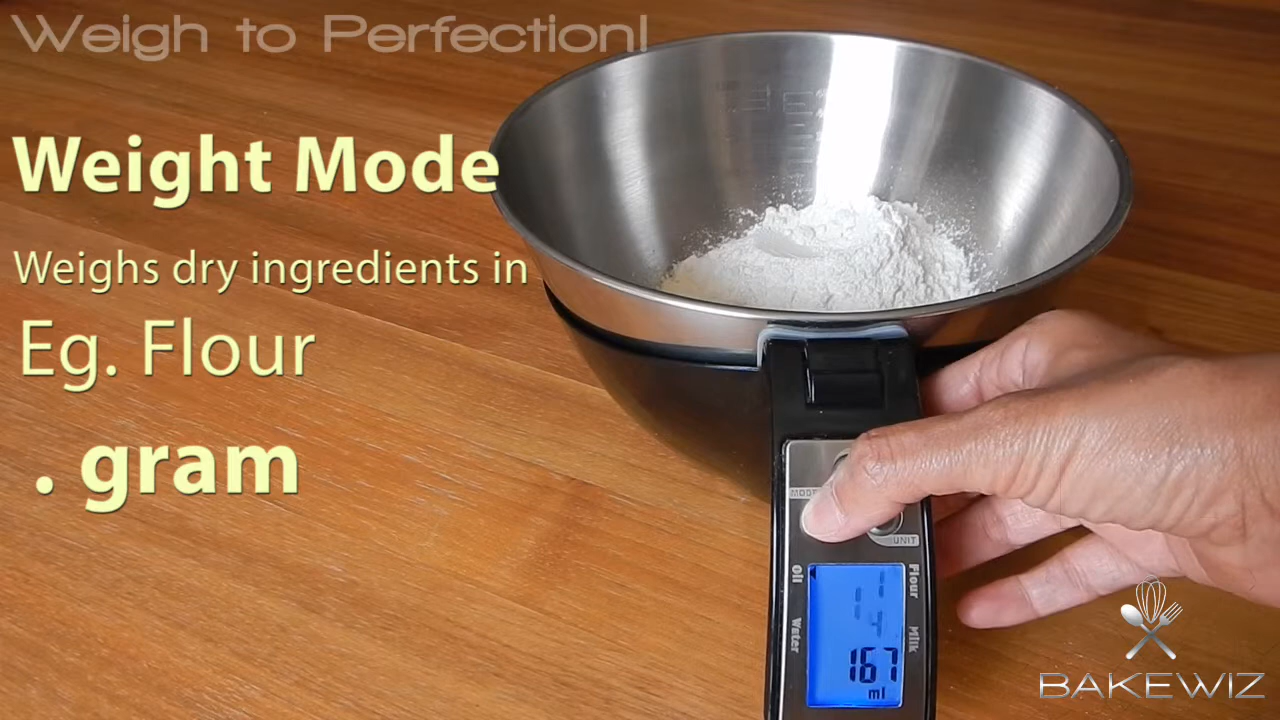 Weigh to Perfection!
Weight Mode
Weighs dry ingredients in
Eg. Flour
. gram
MODE
UNIT
Oil
Flour
Water
Milk
167
ml
BAKEWIZ